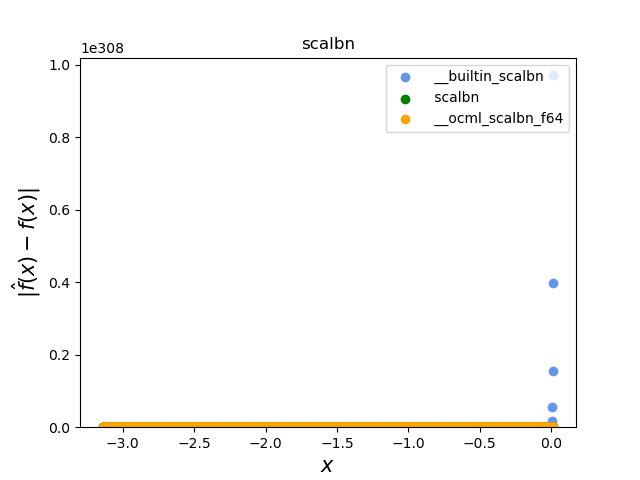 scalbn
1e308
__builtin_scalbn
scalbn
__ocml_scalbn_f64
1.0
0.8
0.6
0.4
0.2
0.0
|f̂(x) − f(x)|
−3.0 −2.5 −2.0 −1.5 −1.0 −0.5 0.0
x